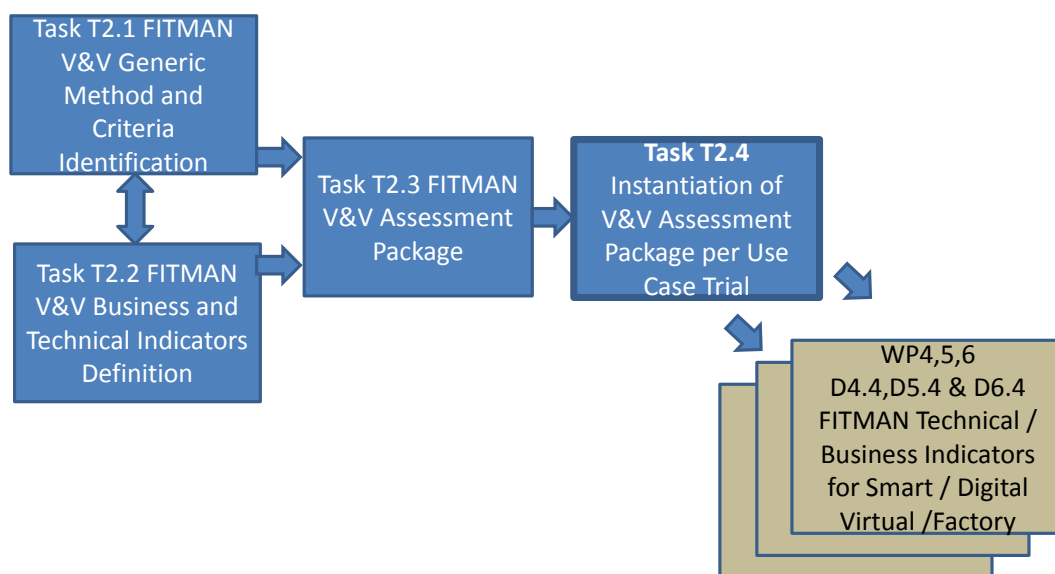 Task T2.1 FITMAN
V&V Generic
Method and
Criteria
Identification
Task T2.2 FITMAN
V&V Business and
Technical Indicators
Definition
Task T2.3 FITMAN
V&V Assessment
Package
Task T2.4
Instantiation of
V&V Assessment
Package per Use
Case Trial
WP4,5,6
D4.4,D5.4 & D6.4
FITMAN Technical /
Business Indicators
for Smart / Digital
Virtual /Factory